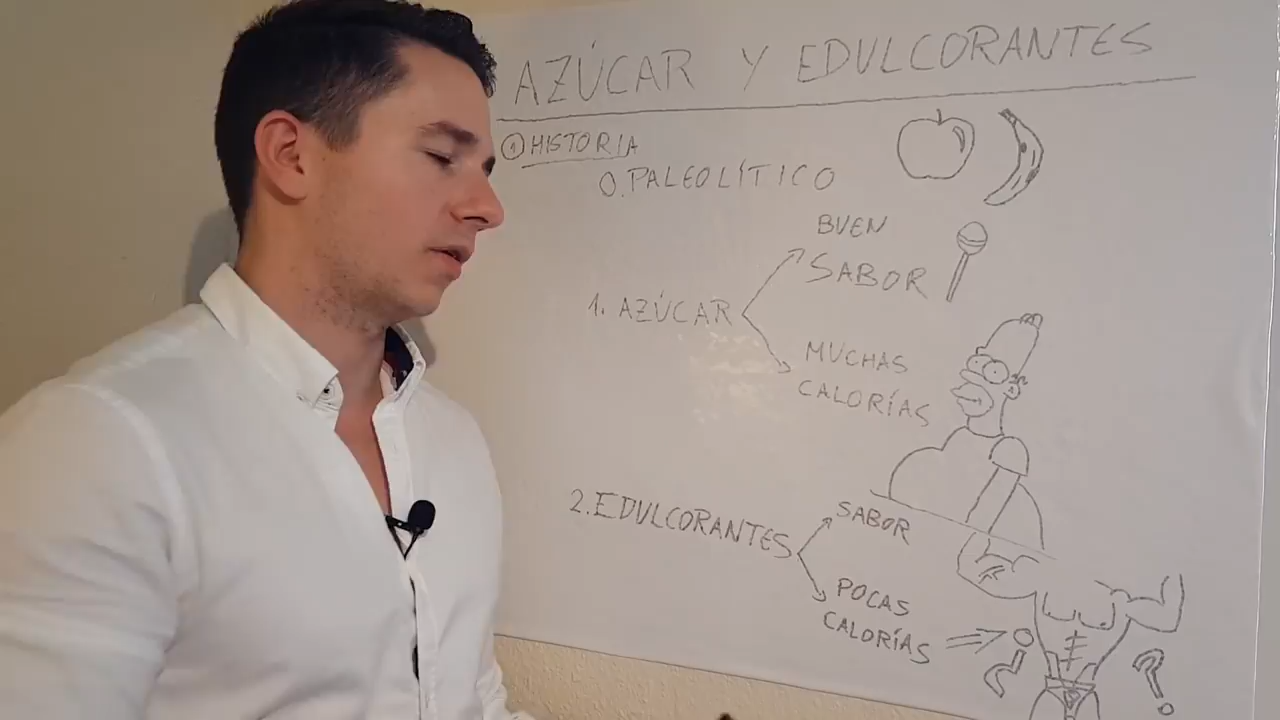 AZÚCAR Y EDULCORANTES
① HISTORIA
0. PALEOLÍTICO
BUEN
SABOR
1. AZÚCAR
MUCHAS
CALORÍAS
2. EDULCORANTES
SABOR
POCAS
CALORÍAS
¿ ?